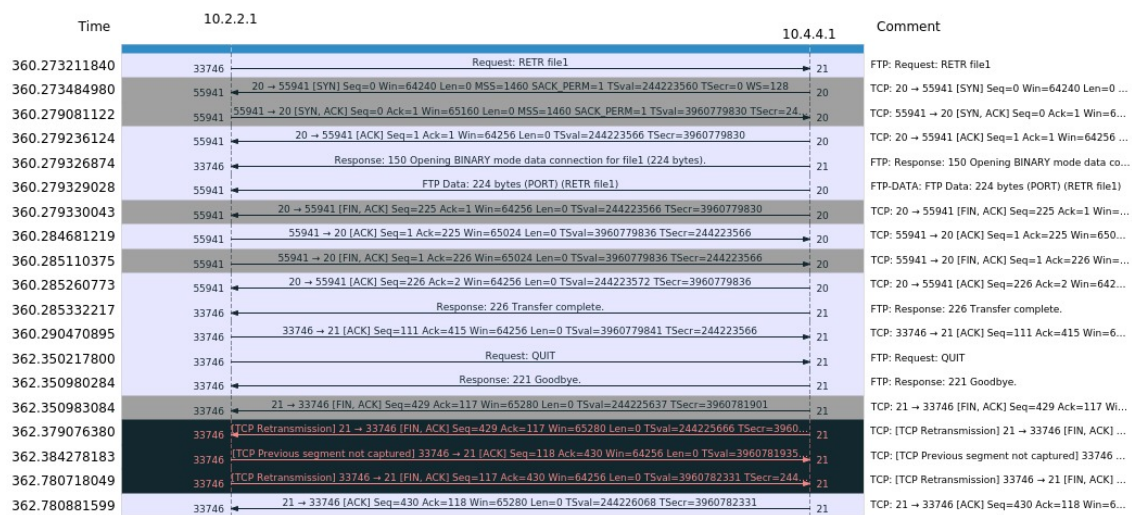 Time 10.2.2.1 10.4.4.1 Comment
360.273211840 33746 Request: RETR file1 21 FTP: Request: RETR file1
360.273484980 55941 20 → 55941 [SYN] Seq=0 Win=64240 Len=0 MSS=1460 SACK_PERM=1 TSval=244223560 TSecr=0 WS=128 20 TCP: 20 → 55941 [SYN] Seq=0 Win=64240 Len=0 ...
360.279081122 55941 55941 → 20 [SYN, ACK] Seq=0 Ack=1 Win=65160 Len=0 MSS=1460 SACK_PERM=1 TSval=3960779830 TSecr=24... 20 TCP: 55941 → 20 [SYN, ACK] Seq=0 Ack=1 Win=6...
360.279236124 55941 20 → 55941 [ACK] Seq=1 Ack=1 Win=64256 Len=0 TSval=244223566 TSecr=3960779830 20 TCP: 20 → 55941 [ACK] Seq=1 Ack=1 Win=64256 ...
360.279326874 33746 Response: 150 Opening BINARY mode data connection for file1 (224 bytes). 21 FTP: Response: 150 Opening BINARY mode data co...
360.279329028 55941 FTP Data: 224 bytes (PORT) (RETR file1) 20 FTP-DATA: FTP Data: 224 bytes (PORT) (RETR file1)
360.279330043 55941 20 → 55941 [FIN, ACK] Seq=225 Ack=1 Win=64256 Len=0 TSval=244223566 TSecr=3960779830 20 TCP: 20 → 55941 [FIN, ACK] Seq=225 Ack=1 Win=...
360.284681219 55941 55941 → 20 [ACK] Seq=1 Ack=225 Win=65024 Len=0 TSval=3960779836 TSecr=244223566 20 TCP: 55941 → 20 [ACK] Seq=1 Ack=225 Win=650...
360.285110375 55941 55941 → 20 [FIN, ACK] Seq=1 Ack=226 Win=65024 Len=0 TSval=3960779836 TSecr=244223566 20 TCP: 55941 → 20 [FIN, ACK] Seq=1 Ack=226 Win=...
360.285260773 55941 20 → 55941 [ACK] Seq=226 Ack=2 Win=64256 Len=0 TSval=244223572 TSecr=3960779836 20 TCP: 20 → 55941 [ACK] Seq=226 Ack=2 Win=642...
360.285332217 33746 Response: 226 Transfer complete. 21 FTP: Response: 226 Transfer complete.
360.290470895 33746 33746 → 21 [ACK] Seq=111 Ack=415 Win=64256 Len=0 TSval=3960779841 TSecr=244223566 21 TCP: 33746 → 21 [ACK] Seq=111 Ack=415 Win=6...
362.350217800 33746 Request: QUIT 21 FTP: Request: QUIT
362.350980284 33746 Response: 221 Goodbye. 21 FTP: Response: 221 Goodbye.
362.350983084 33746 21 → 33746 [FIN, ACK] Seq=429 Ack=117 Win=65280 Len=0 TSval=244225637 TSecr=3960781901 21 TCP: 21 → 33746 [FIN, ACK] Seq=429 Ack=117 Wi...
362.379076380 33746 [TCP Retransmission] 21 → 33746 [FIN, ACK] Seq=429 Ack=117 Win=65280 Len=0 TSval=244225666 TSecr=3960... 21 TCP: [TCP Retransmission] 21 → 33746 [FIN, ACK] ...
362.384278183 33746 [TCP Previous segment not captured] 33746 → 21 [ACK] Seq=118 Ack=430 Win=64256 Len=0 TSval=3960781935... 21 TCP: [TCP Previous segment not captured] 33746 ...
362.780718049 33746 [TCP Retransmission] 33746 → 21 [FIN, ACK] Seq=117 Ack=430 Win=64256 Len=0 TSval=3960782331 TSecr=244... 21 TCP: [TCP Retransmission] 33746 → 21 [FIN, ACK] ...
362.780881599 33746 21 → 33746 [ACK] Seq=430 Ack=118 Win=65280 Len=0 TSval=244226068 TSecr=3960782331 21 TCP: 21 → 33746 [ACK] Seq=430 Ack=118 Win=6...